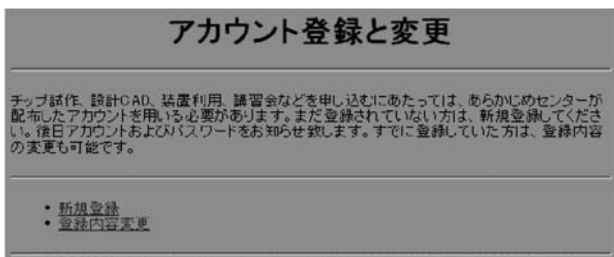 アカウント登録と変更
チップ試作、設計CAD、装置利用、講習会などを申し込むにあたっては、あらかじめセンターが
配布したアカウントを用いる必要があります。まだ登録されていない方は、新規登録してくださ
い。後日アカウントおよびパスワードをお知らせ致します。すでに登録していた方は、登録内容
の変更も可能です。
• 新規登録
• 登録内容変更